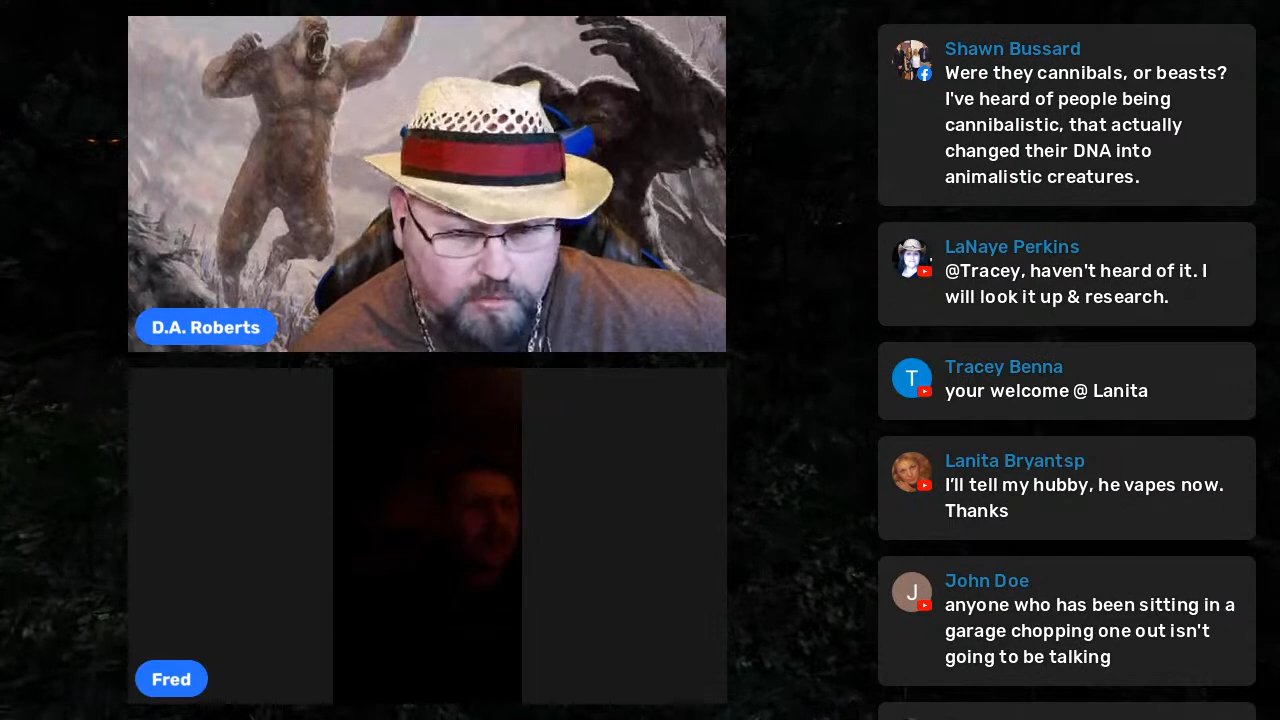 D.A. Roberts
Fred
Shawn Bussard
Were they cannibals, or beasts?
I've heard of people being
cannibalistic, that actually
changed their DNA into
animalistic creatures.
LaNaye Perkins
@Tracey, haven't heard of it. I
will look it up & research.
T
Tracey Benna
your welcome @ Lanita
Lanita Bryantsp
I’ll tell my hubby, he vapes now.
Thanks
J
John Doe
anyone who has been sitting in a
garage chopping one out isn't
going to be talking